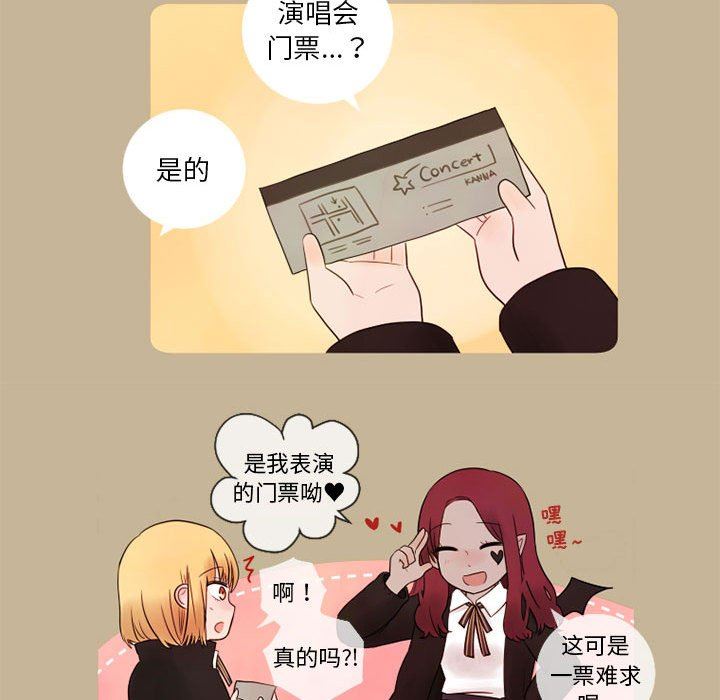 演唱会
门票...？
是的
Concert
KANNA
是我表演
的门票呦♥
嘿
嘿~
啊！
真的吗?!
这可是
一票难求